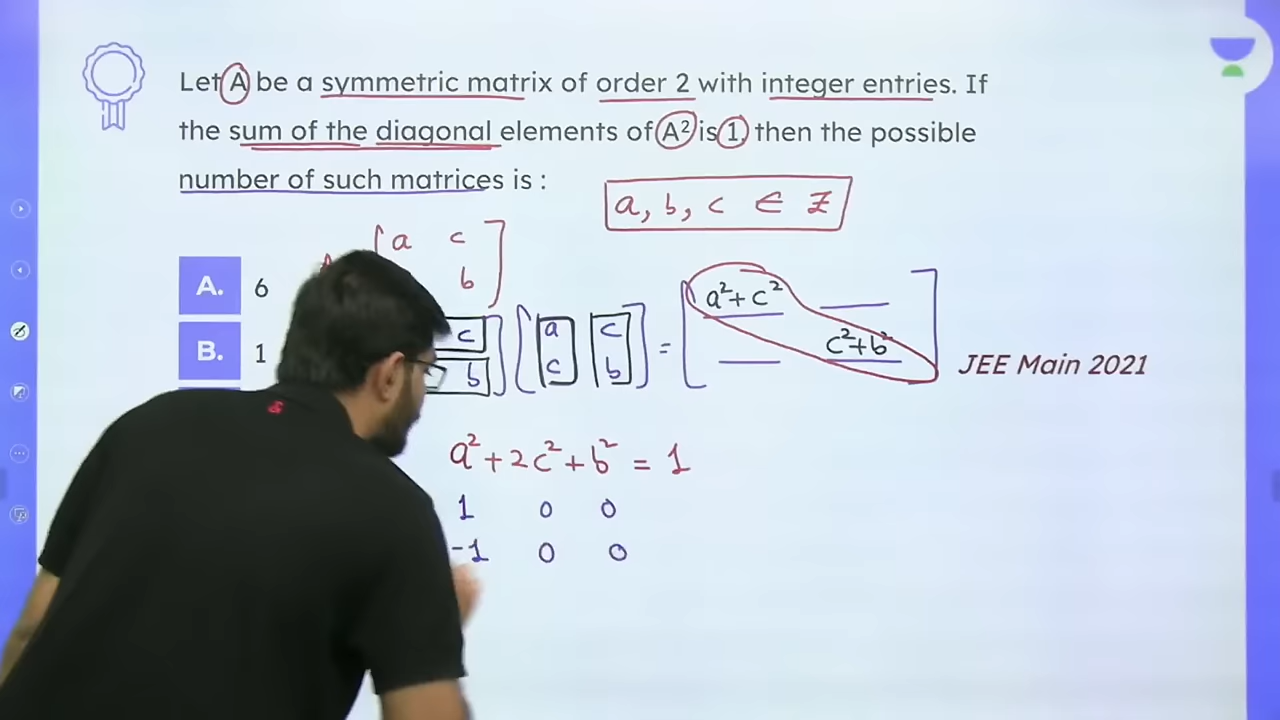 Let A be a symmetric matrix of order 2 with integer entries. If
the sum of the diagonal elements of A² is 1, then the possible
number of such matrices is :
a, b, c ∈ Z
a c
b
A. 6
a²+c²
B. 1
c a c = c²+b²
b c b
JEE Main 2021
a²+2c²+b² = 1
1 0 0
-1 0 0